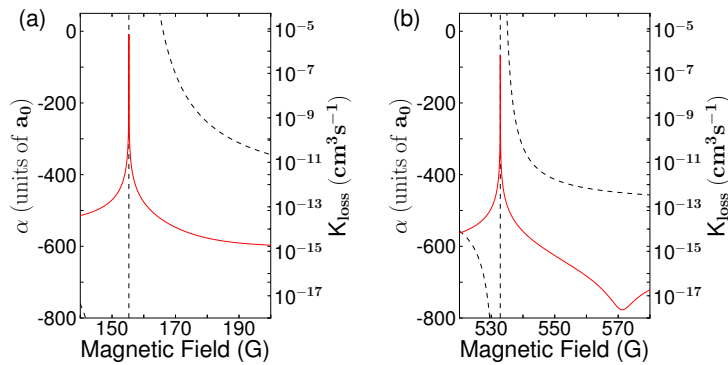 (a)
0
-200
-400
-600
-800
α (units of a₀)
150 170 190
Magnetic Field (G)
10⁻⁵
10⁻⁷
10⁻⁹
10⁻¹¹
10⁻¹³
10⁻¹⁵
10⁻¹⁷
K_loss (cm³s⁻¹)
(b)
0
-200
-400
-600
-800
α (units of a₀)
530 550 570
Magnetic Field (G)
10⁻⁵
10⁻⁷
10⁻⁹
10⁻¹¹
10⁻¹³
10⁻¹⁵
10⁻¹⁷
K_loss (cm³s⁻¹)